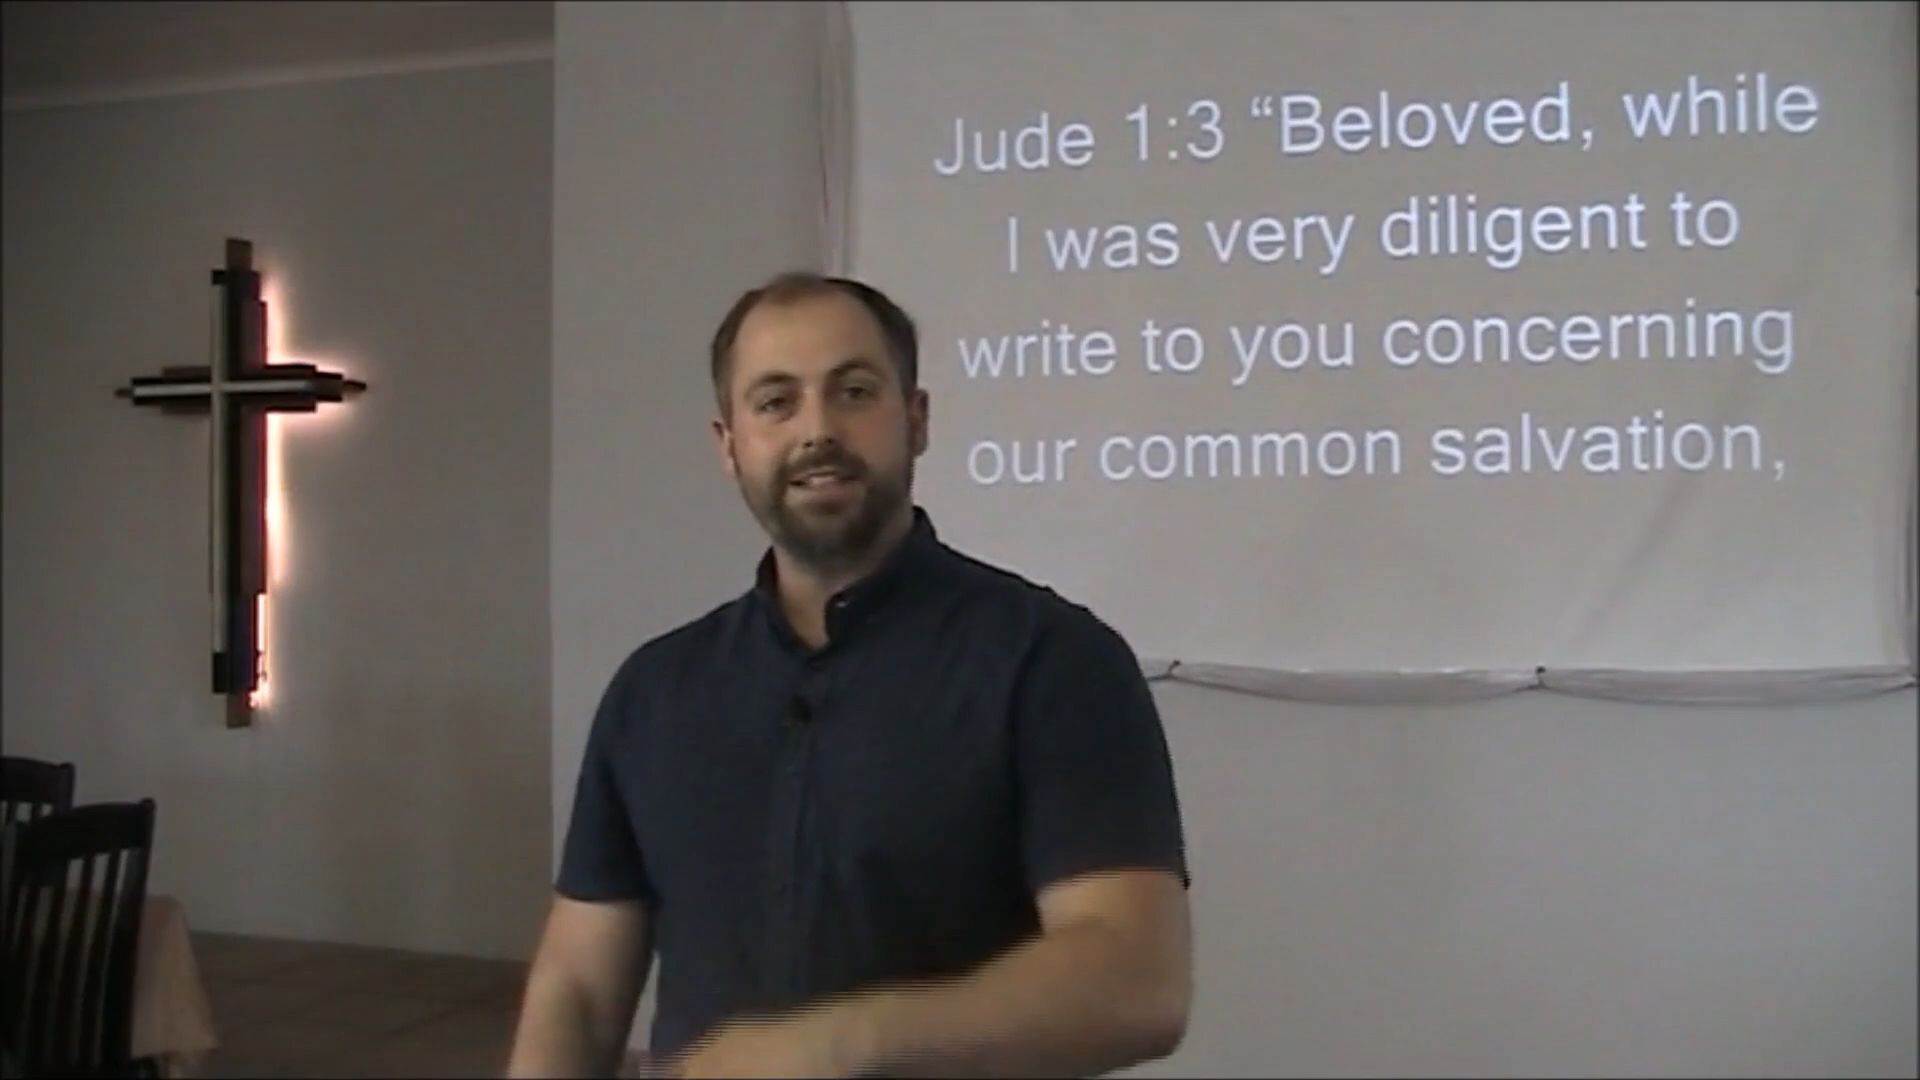 Jude 1:3 “Beloved, while
I was very diligent to
write to you concerning
our common salvation,